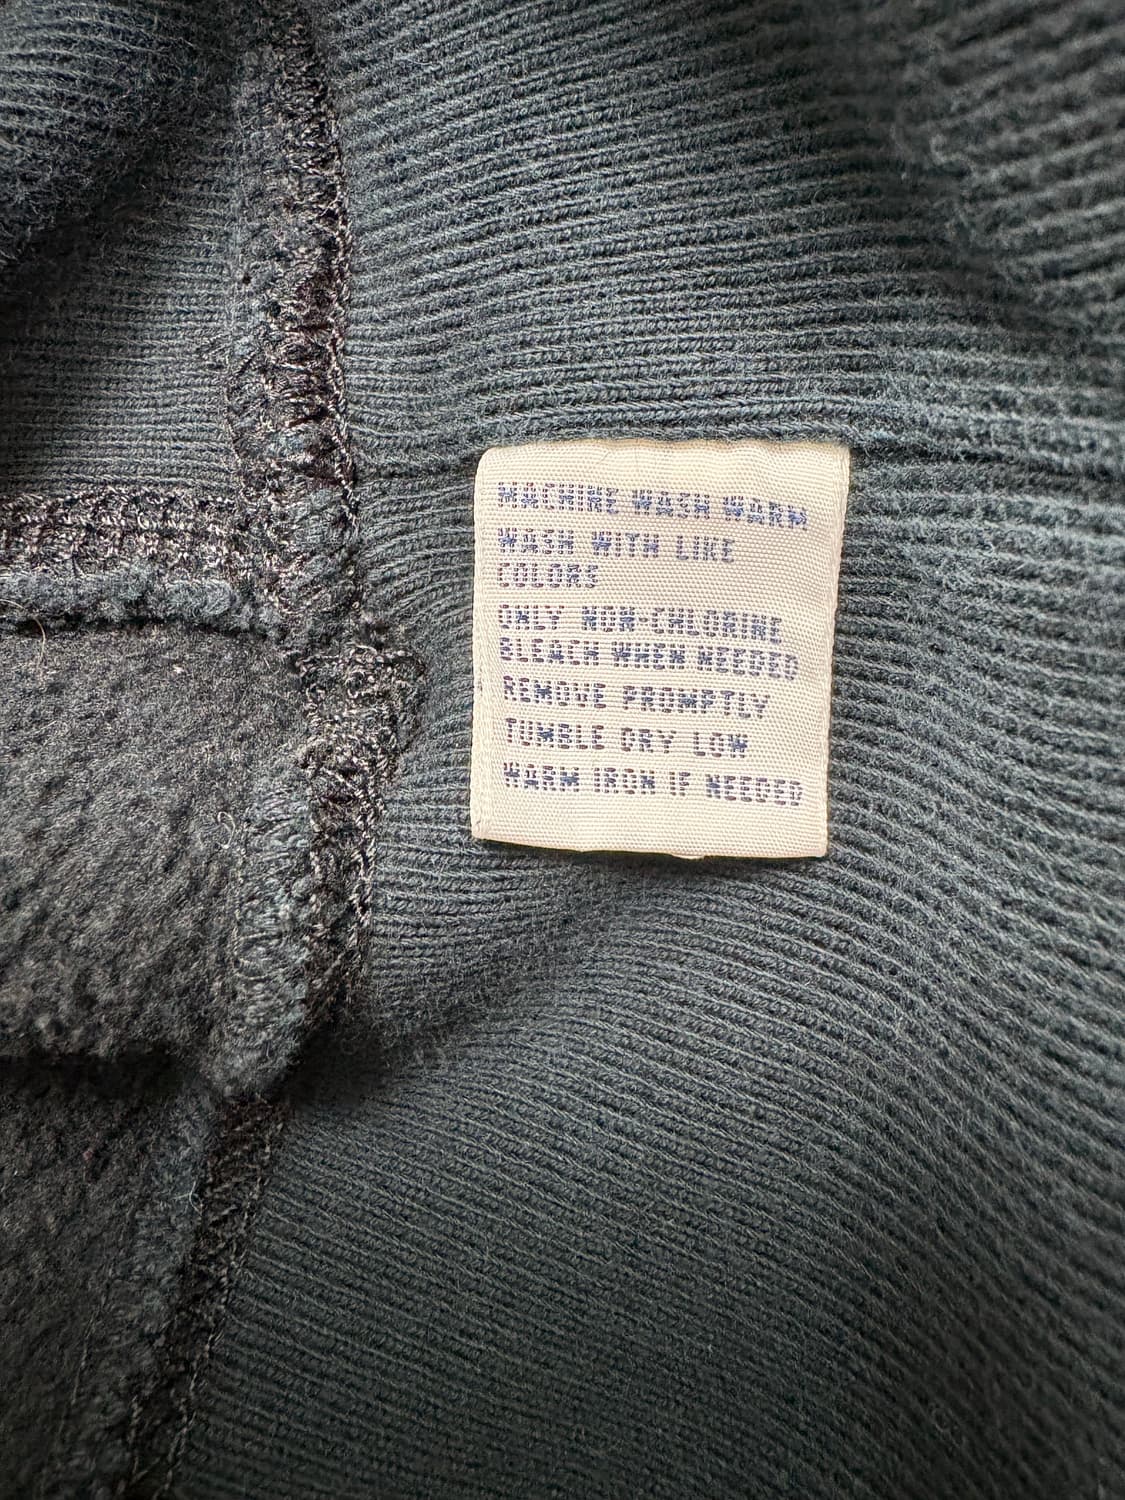 MACHINE WASH WARM
WASH WITH LIKE
COLORS
ONLY NON-CHLORINE
BLEACH WHEN NEEDED
REMOVE PROMPTLY
TUMBLE DRY LOW
WARM IRON IF NEEDED